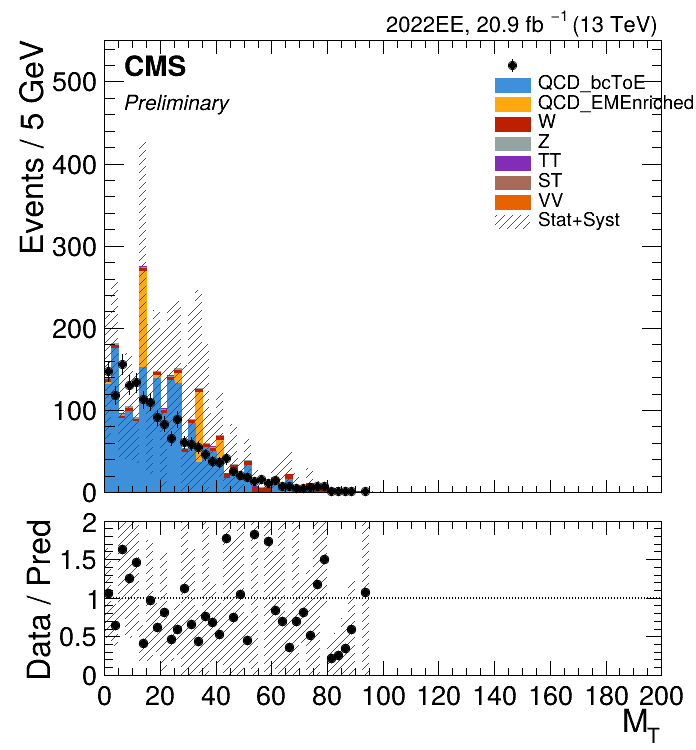 2022EE, 20.9 fb⁻¹ (13 TeV)
CMS
Preliminary
QCD_bcToE
QCD_EMEnriched
W
Z
TT
ST
VV
Stat+Syst
Events / 5 GeV
500
400
300
200
100
0
Data / Pred
2
1.5
1
0.5
0
0 20 40 60 80 100 120 140 160 180 200
M_T